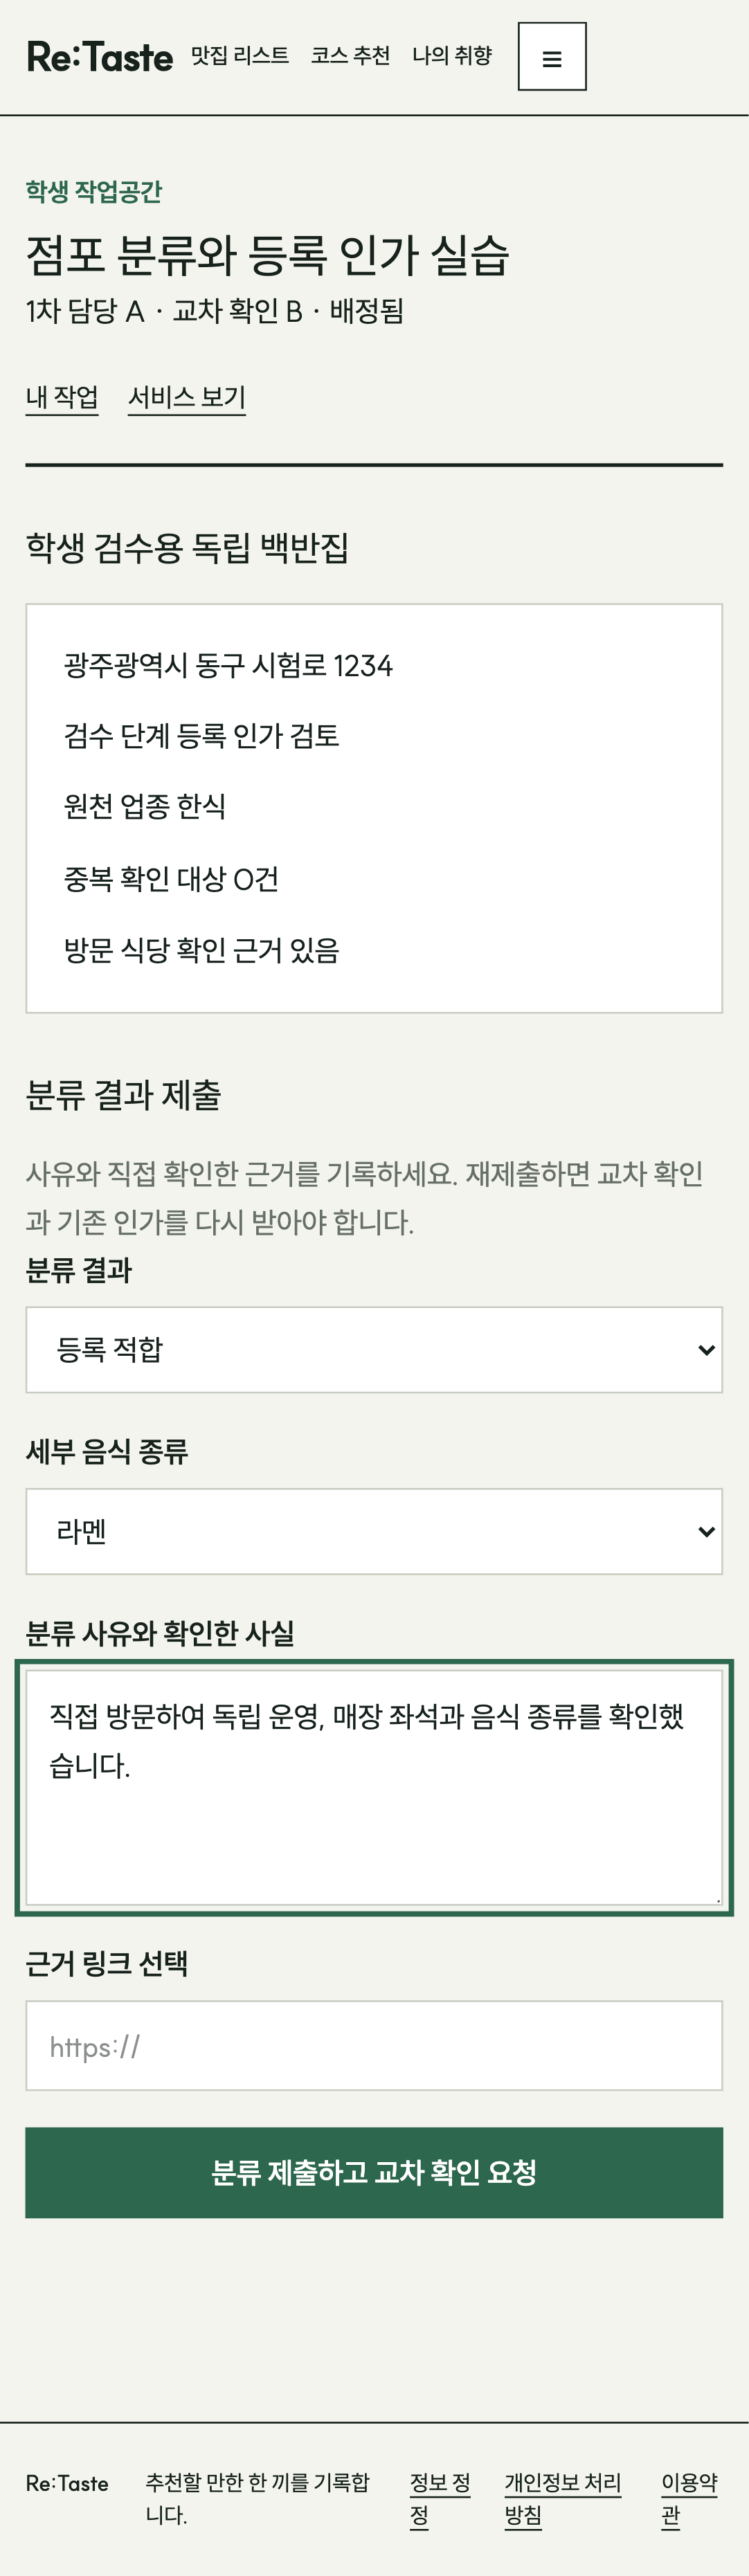 Re:Taste 맛집 리스트 코스 추천 나의 취향 ≡
학생 작업공간
점포 분류와 등록 인가 실습
1차 담당 A · 교차 확인 B · 배정됨
내 작업 서비스 보기
학생 검수용 독립 백반집
광주광역시 동구 시험로 1234
검수 단계 등록 인가 검토
원천 업종 한식
중복 확인 대상 0건
방문 식당 확인 근거 있음
분류 결과 제출
사유와 직접 확인한 근거를 기록하세요. 재제출하면 교차 확인
과 기존 인가를 다시 받아야 합니다.
분류 결과
등록 적합
세부 음식 종류
라멘
분류 사유와 확인한 사실
직접 방문하여 독립 운영, 매장 좌석과 음식 종류를 확인했
습니다.
근거 링크 선택
https://
분류 제출하고 교차 확인 요청
Re:Taste 추천할 만한 한 끼를 기록합 정보 정 개인정보 처리 이용약
니다. 정 방침 관